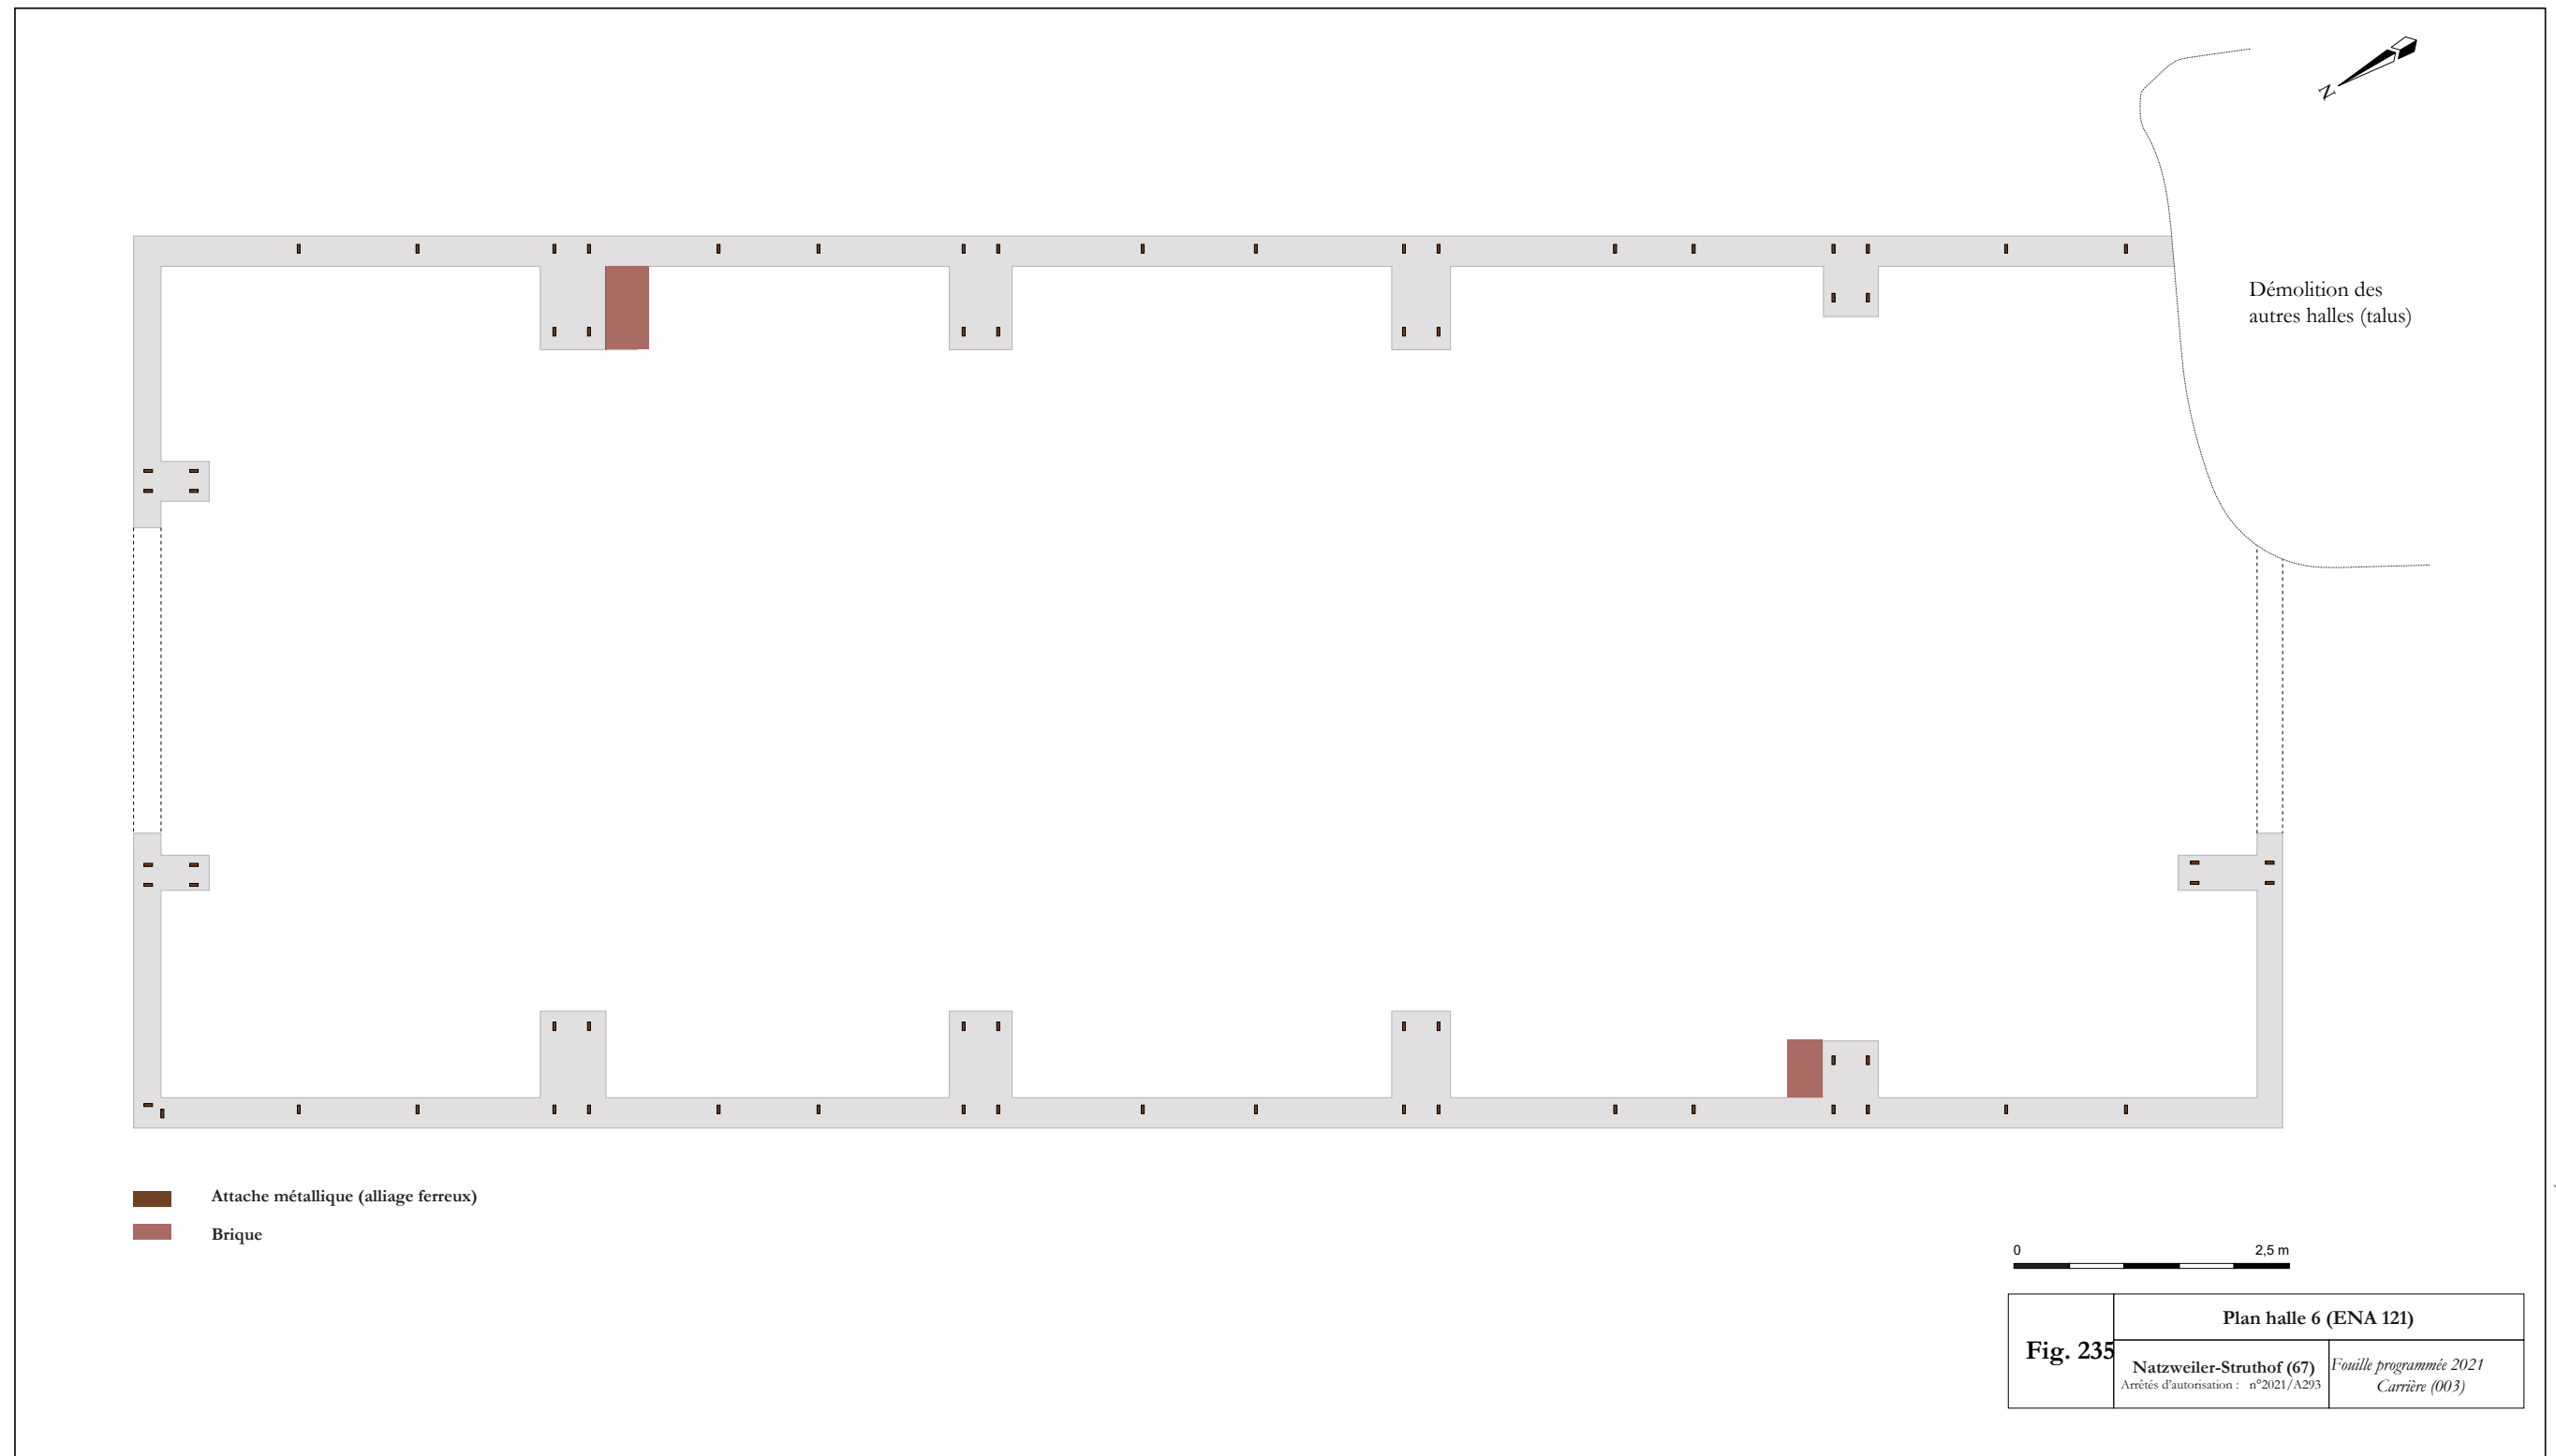 N
Démolition des
autres halles (talus)
Attache métallique (alliage ferreux)
Brique
0 2,5 m
Fig. 235
Plan halle 6 (ENA 121)
Natzweiler-Struthof (67)
Arrêtés d'autorisation : n°2021/A293
Fouille programmée 2021
Carrière (003)